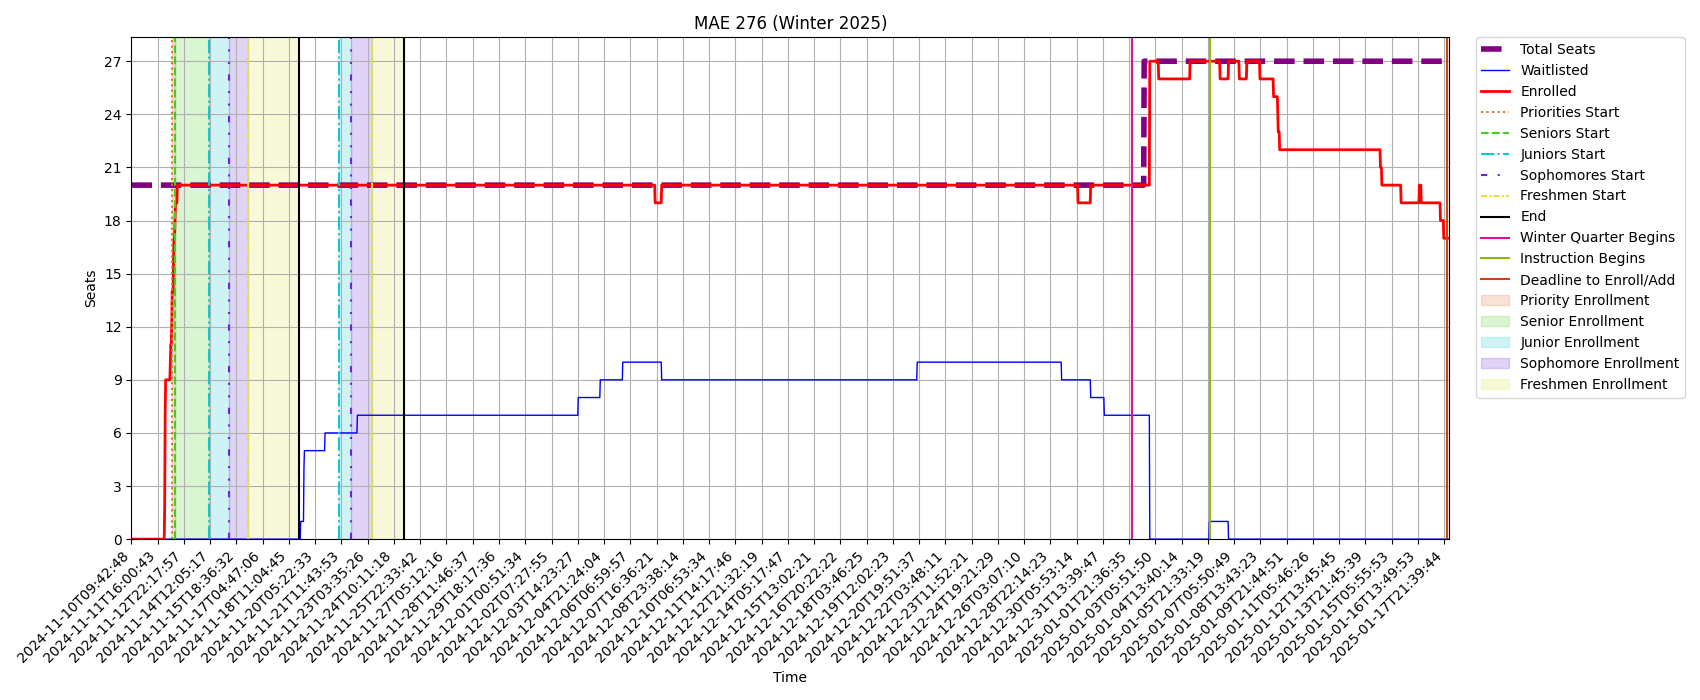 MAE 276 (Winter 2025)
Seats
27
24
21
18
15
12
9
6
3
0
2024-11-10T09:42:48
2024-11-11T16:00:43
2024-11-12T22:17:57
2024-11-14T12:05:17
2024-11-15T18:36:32
2024-11-17T04:47:06
2024-11-18T11:04:45
2024-11-20T05:22:33
2024-11-21T11:43:53
2024-11-23T03:35:26
2024-11-24T10:11:18
2024-11-25T22:33:42
2024-11-27T05:12:16
2024-11-28T11:46:37
2024-11-29T18:17:36
2024-12-01T00:51:34
2024-12-02T07:27:55
2024-12-03T14:23:27
2024-12-04T21:24:04
2024-12-06T06:59:57
2024-12-07T16:36:21
2024-12-08T23:38:14
2024-12-10T06:53:34
2024-12-11T14:17:46
2024-12-12T21:32:19
2024-12-14T05:17:47
2024-12-15T13:02:21
2024-12-16T20:22:22
2024-12-18T03:46:25
2024-12-19T12:02:23
2024-12-20T19:51:37
2024-12-22T03:48:11
2024-12-23T11:52:21
2024-12-24T19:21:29
2024-12-26T03:07:10
2024-12-28T22:14:23
2024-12-30T05:53:14
2024-12-31T13:39:47
2025-01-01T21:36:35
2025-01-03T05:51:50
2025-01-04T13:40:14
2025-01-05T21:33:19
2025-01-07T05:50:49
2025-01-08T13:43:23
2025-01-09T21:44:51
2025-01-11T05:46:26
2025-01-12T13:45:45
2025-01-13T21:45:39
2025-01-15T05:55:53
2025-01-16T13:49:53
2025-01-17T21:39:44
Time
Total Seats
Waitlisted
Enrolled
Priorities Start
Seniors Start
Juniors Start
Sophomores Start
Freshmen Start
End
Winter Quarter Begins
Instruction Begins
Deadline to Enroll/Add
Priority Enrollment
Senior Enrollment
Junior Enrollment
Sophomore Enrollment
Freshmen Enrollment